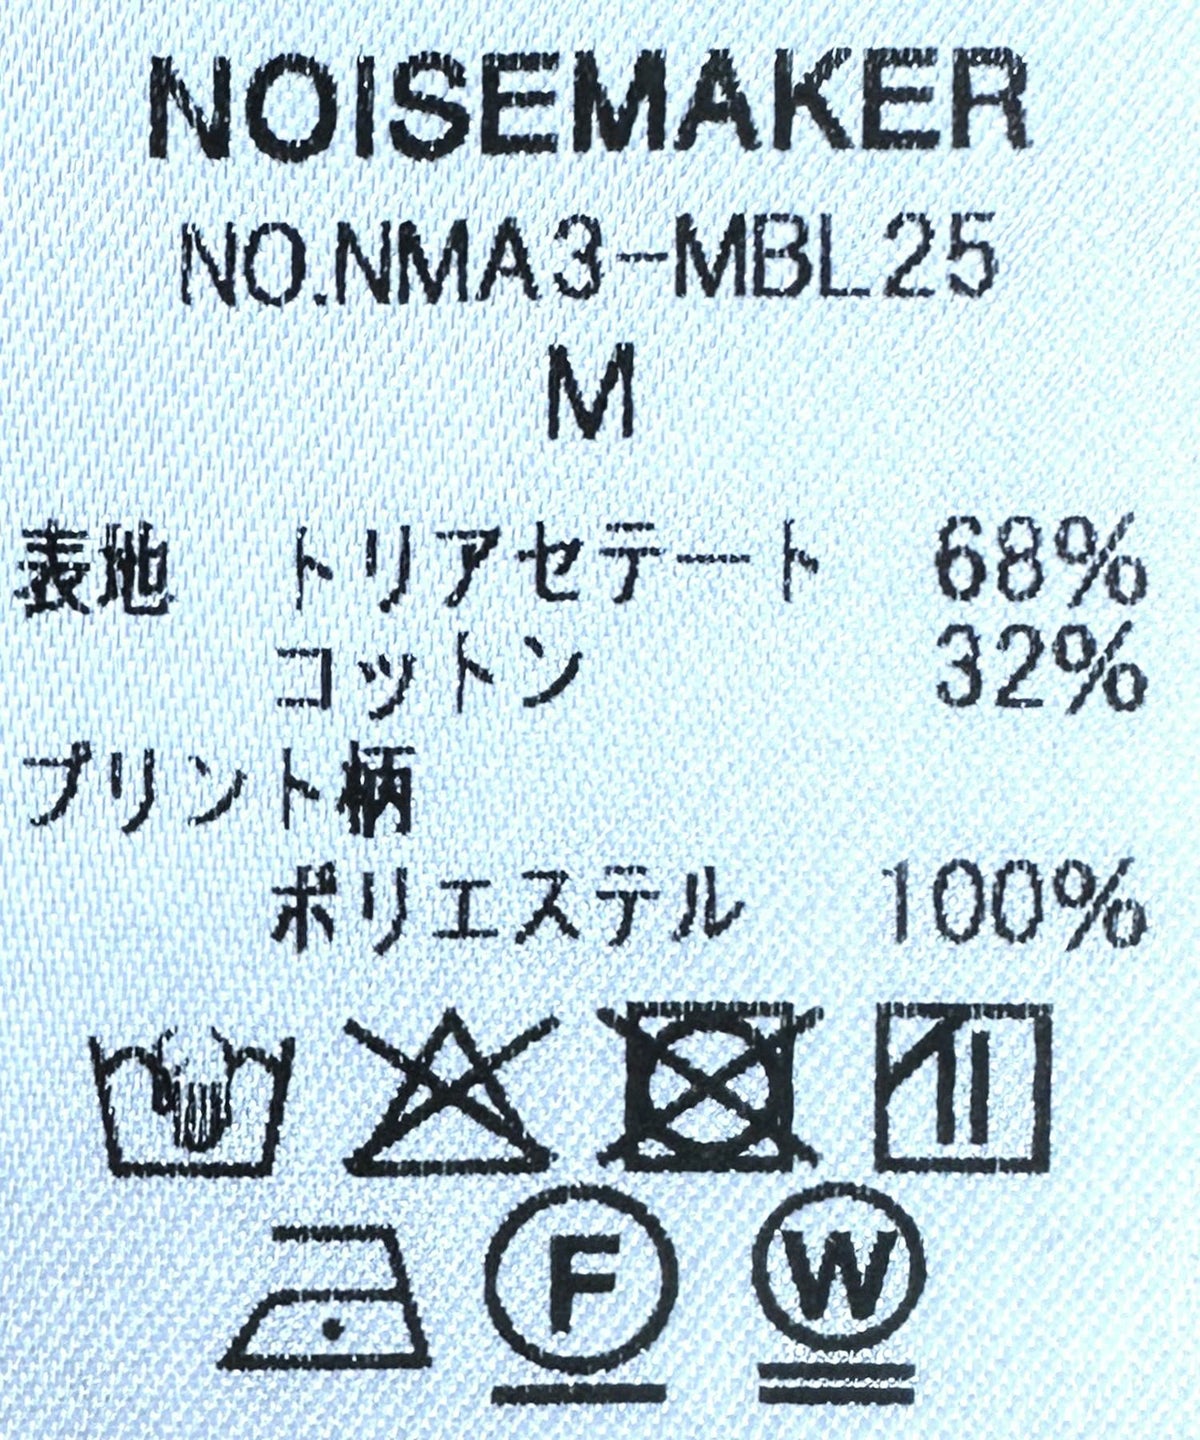 NOISEMAKER
NO.NMA3-MBL25
M
表地 トリアセテート 68%
コットン 32%
プリント柄
ポリエステル 100%
F W